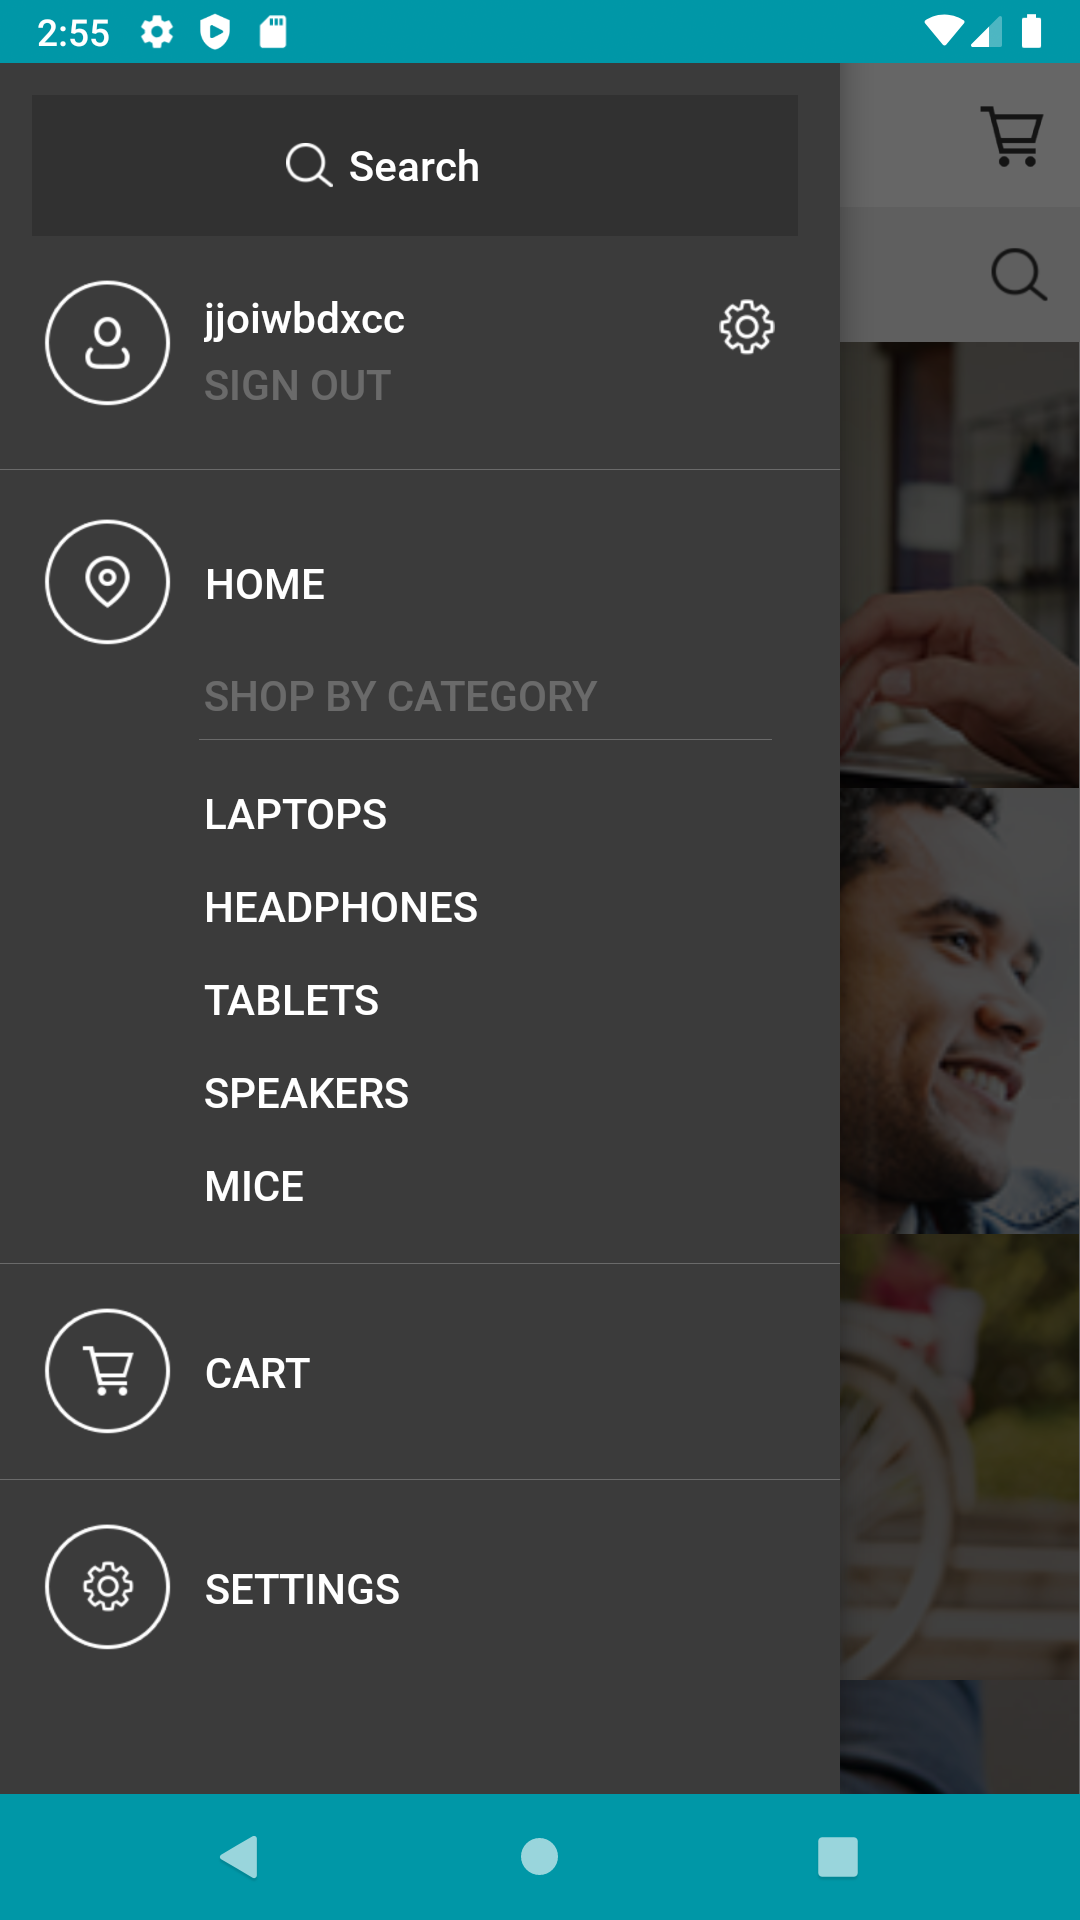 2:55
Search
jjoiwbdxcc
SIGN OUT
HOME
SHOP BY CATEGORY
LAPTOPS
HEADPHONES
TABLETS
SPEAKERS
MICE
CART
SETTINGS